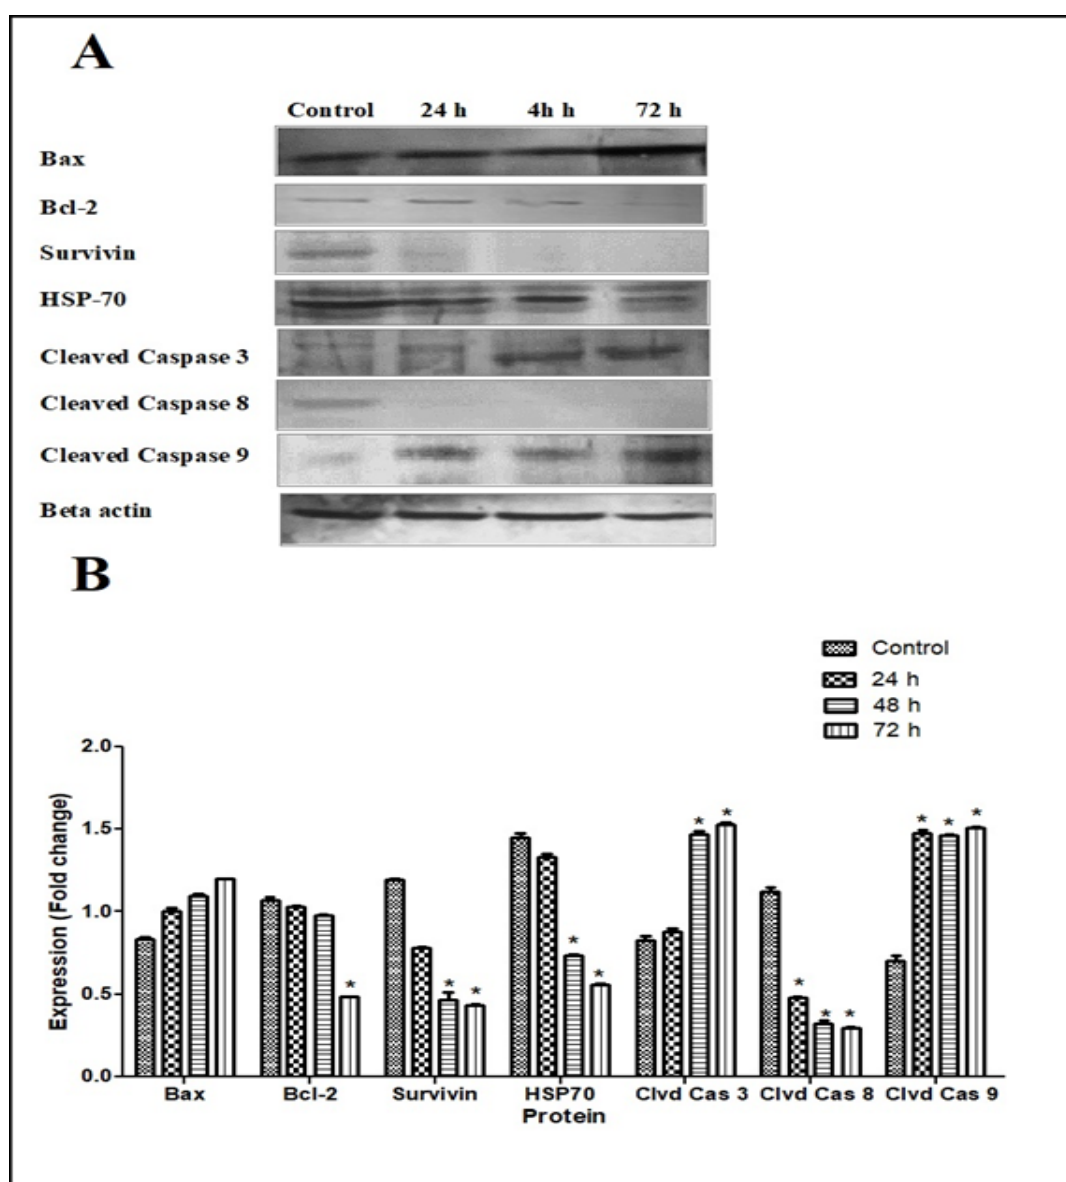 A
Control 24 h 4h h 72 h
Bax
Bcl-2
Survivin
HSP-70
Cleaved Caspase 3
Cleaved Caspase 8
Cleaved Caspase 9
Beta actin
B
Control
24 h
48 h
72 h
Expression (Fold change)
2.0
1.5
1.0
0.5
0.0
* * * * * * * * * * * * *
Bax Bcl-2 Survivin HSP70 Clvd Cas 3 Clvd Cas 8 Clvd Cas 9
Protein